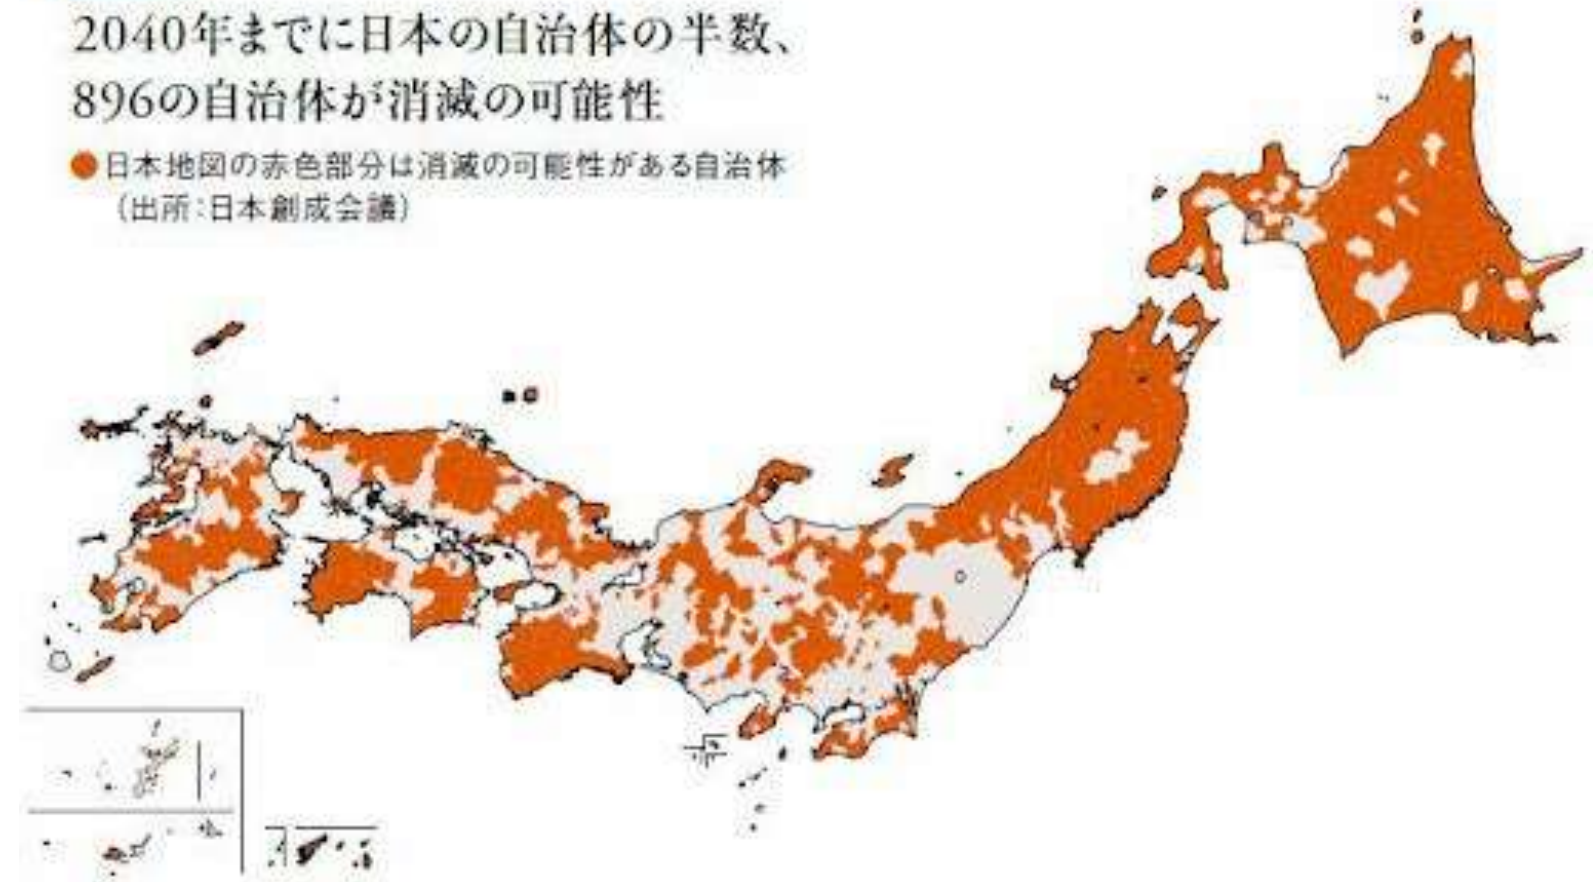 2040年までに日本の自治体の半数、
896の自治体が消滅の可能性
●日本地図の赤色部分は消滅の可能性がある自治体
（出所：日本創成会議）